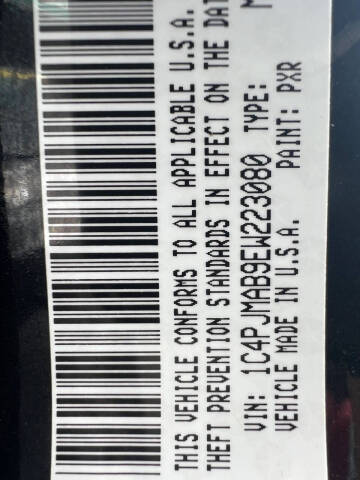 THIS VEHICLE CONFORMS TO ALL APPLICABLE U.S.A.
THEFT PREVENTION STANDARDS IN EFFECT ON THE DAT
VIN: 1C4PJMAB9EW223080 TYPE: M
VEHICLE MADE IN U.S.A. PAINT: PXR